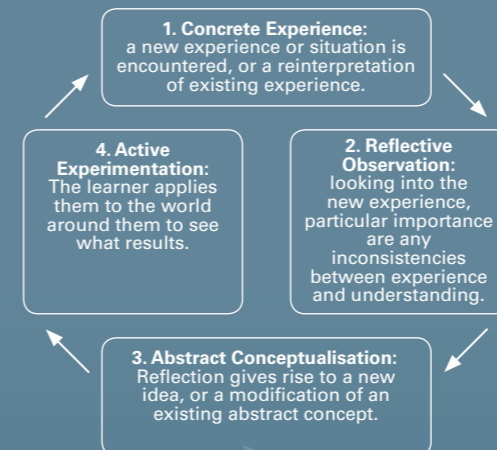 1. Concrete Experience:
a new experience or situation is
encountered, or a reinterpretation
of existing experience.
2. Reflective
Observation:
looking into the
new experience,
particular importance
are any
inconsistencies
between experience
and understanding.
3. Abstract Conceptualisation:
Reflection gives rise to a new
idea, or a modification of an
existing abstract concept.
4. Active
Experimentation:
The learner applies
them to the world
around them to see
what results.